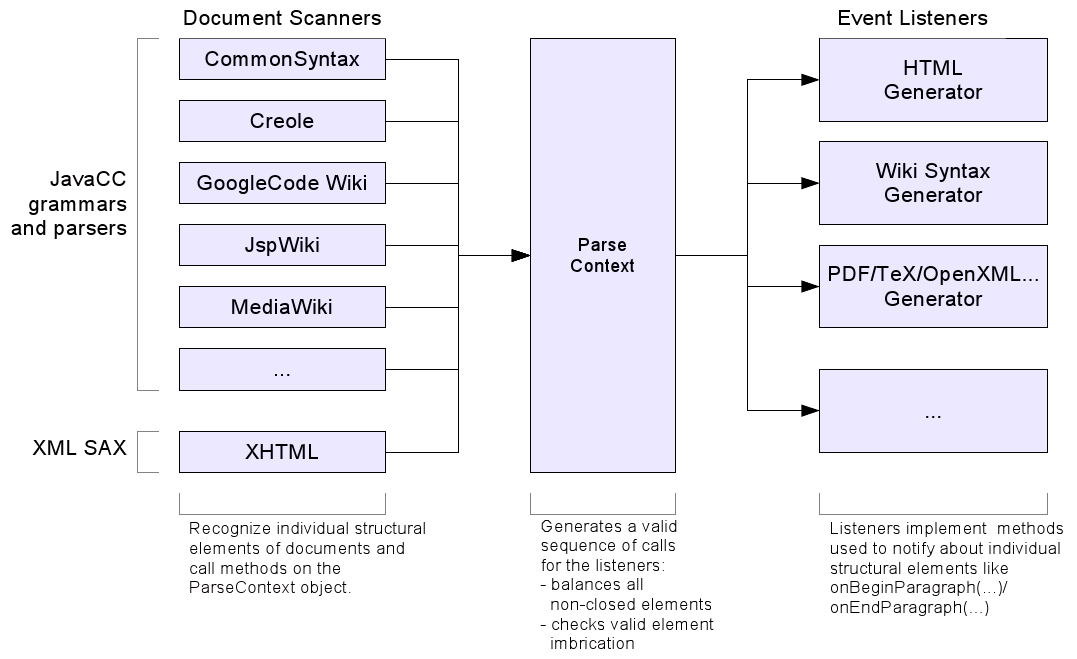 Document Scanners
Event Listeners
JavaCC
grammars
and parsers
XML SAX
CommonSyntax
Creole
GoogleCode Wiki
JspWiki
MediaWiki
...
XHTML
Parse
Context
HTML
Generator
Wiki Syntax
Generator
PDF/TeX/OpenXML...
Generator
...
Recognize individual structural
elements of documents and
call methods on the
ParseContext object.
Generates a valid
sequence of calls
for the listeners:
- balances all
non-closed elements
- checks valid element
imbrication
Listeners implement methods
used to notify about individual
structural elements like
onBeginParagraph(...)/
onEndParagraph(...)